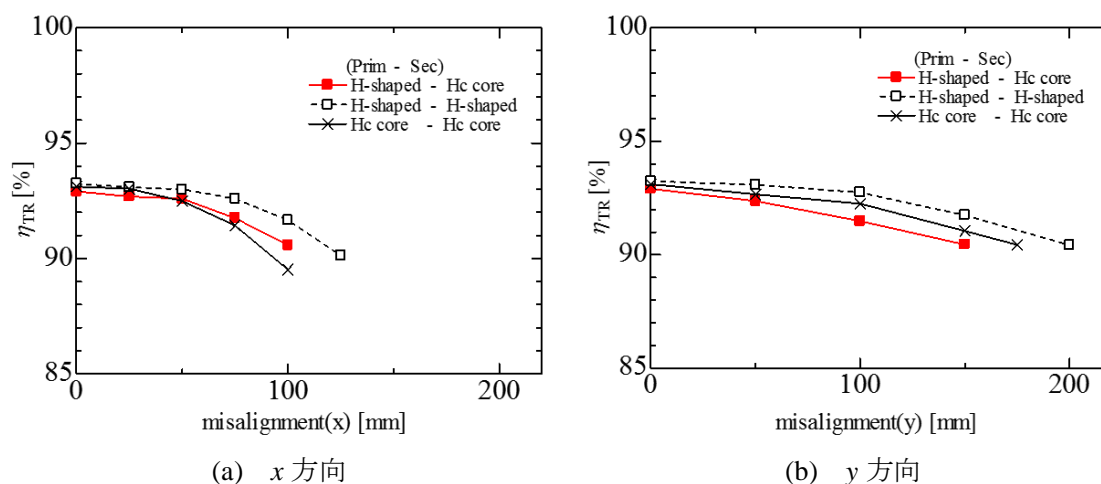 100
95
90
85
η_TR [%]
(Prim - Sec)
H-shaped - Hc core
H-shaped - H-shaped
Hc core - Hc core
0 100 200
misalignment(x) [mm]
(a) x 方向
100
95
90
85
η_TR [%]
(Prim - Sec)
H-shaped - Hc core
H-shaped - H-shaped
Hc core - Hc core
0 100 200
misalignment(y) [mm]
(b) y 方向